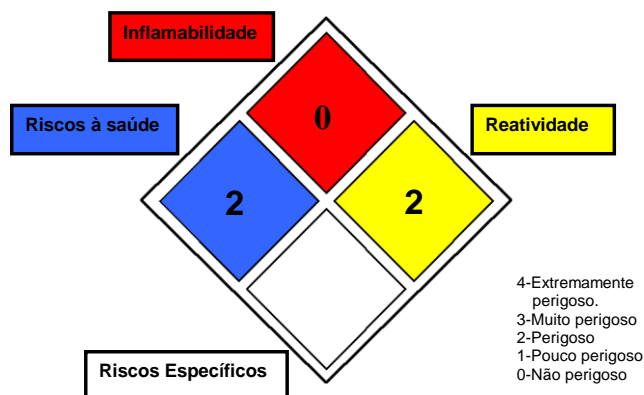 Inflamabilidade
0
Riscos à saúde
Reatividade
2
2
4-Extremamente
perigoso.
3-Muito perigoso
2-Perigoso
1-Pouco perigoso
0-Não perigoso
Riscos Específicos